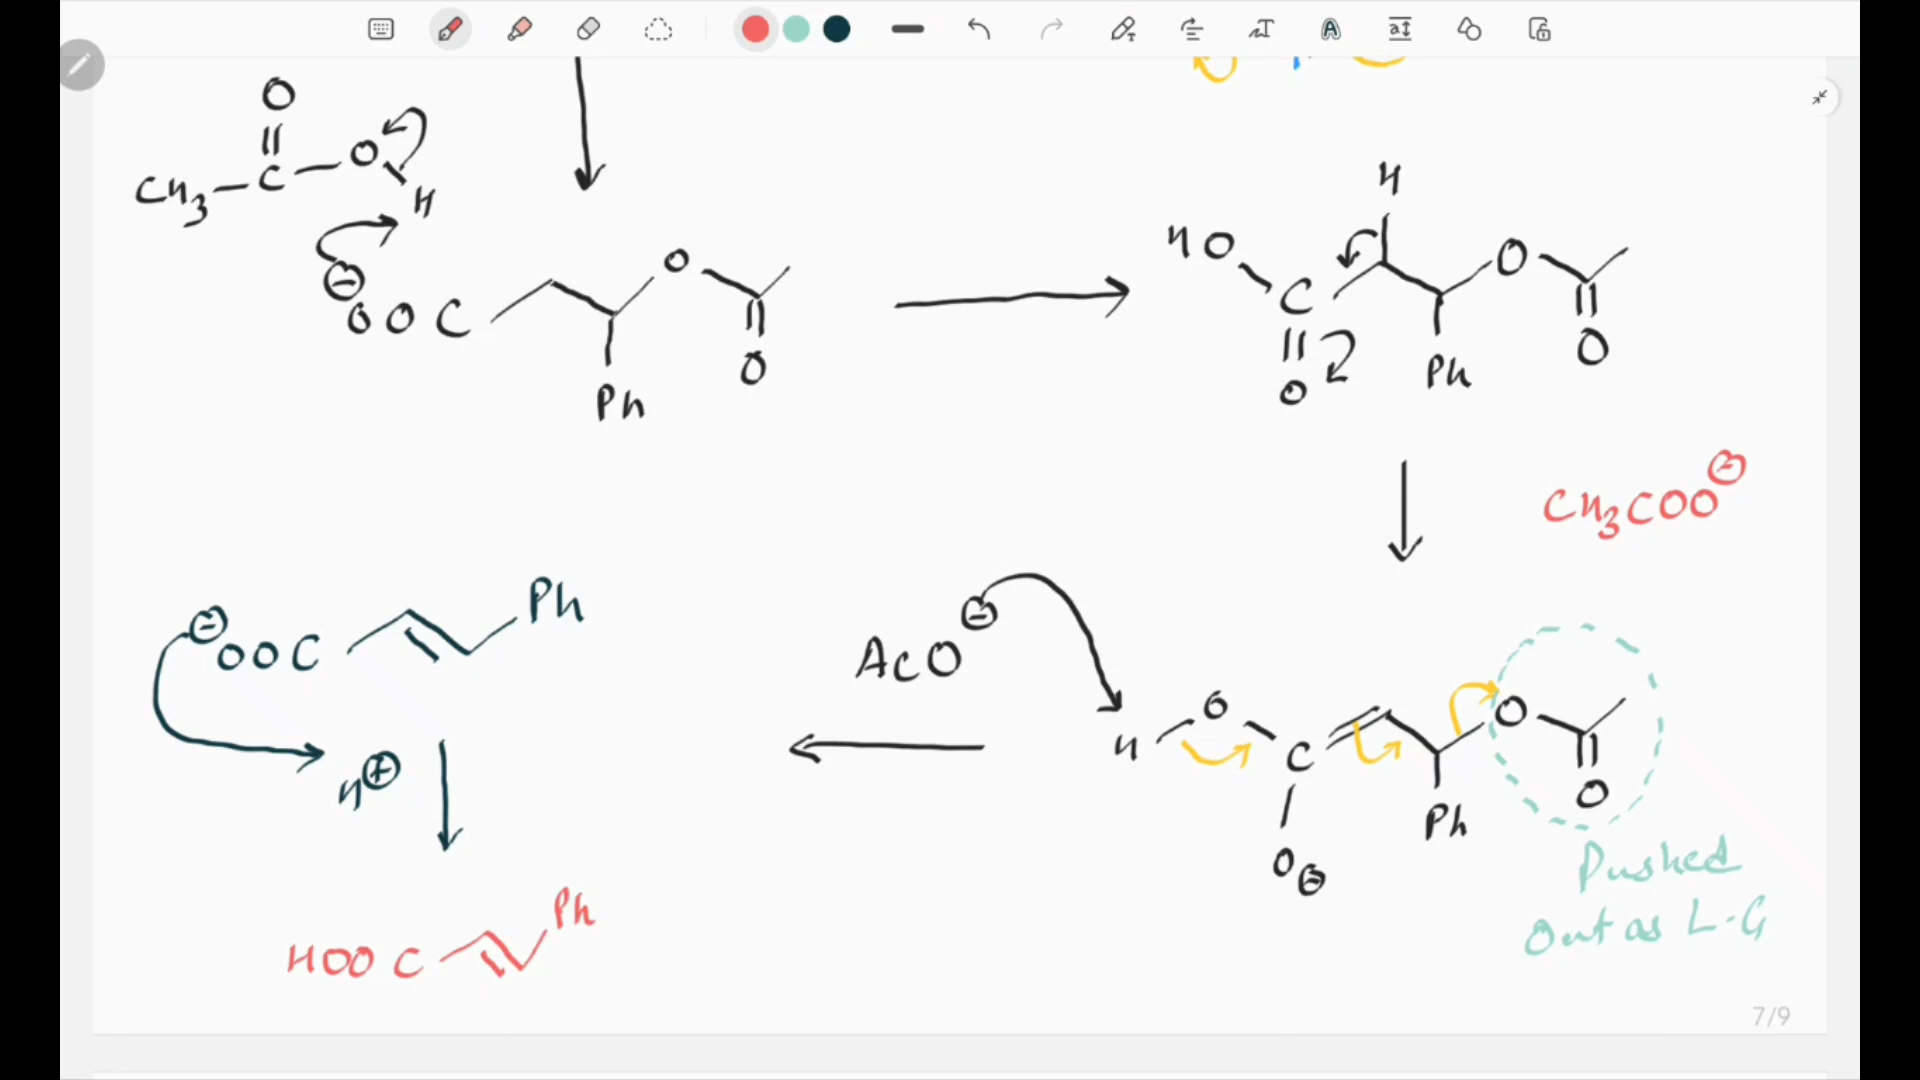 O
CH3-C-O
H
⊖
OOC
O
O
Ph
H
HO
C
O
O
Ph
O
CH3COO⊖
⊖OOC
Ph
H⊕
HOOC
Ph
AcO⊖
H
O
C
O
O⊖
Ph
O
Pushed
Out as L-G
7/9